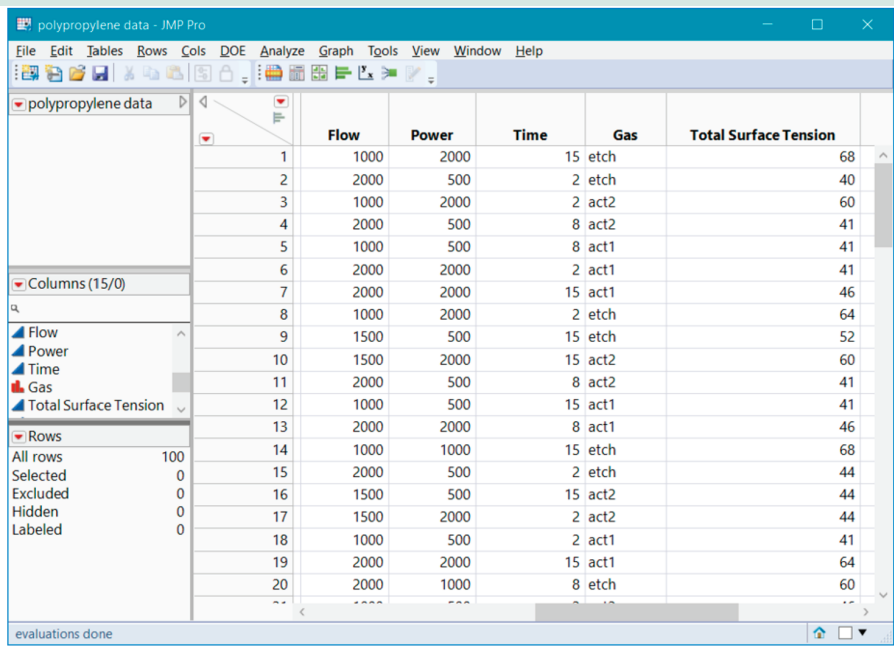 polypropylene data - JMP Pro
File Edit Tables Rows Cols DOE Analyze Graph Tools View Window Help
polypropylene data
Columns (15/0)
Flow
Power
Time
Gas
Total Surface Tension
Rows
All rows 100
Selected 0
Excluded 0
Hidden 0
Labeled 0
Flow Power Time Gas Total Surface Tension
1 1000 2000 15 etch 68
2 2000 500 2 etch 40
3 1000 2000 2 act2 60
4 2000 500 8 act2 41
5 1000 500 8 act1 41
6 2000 2000 2 act1 41
7 2000 2000 15 act1 46
8 1000 2000 2 etch 64
9 1500 500 15 etch 52
10 1500 2000 15 act2 60
11 2000 500 8 act2 41
12 1000 500 15 act1 41
13 2000 2000 8 act1 46
14 1000 1000 15 etch 68
15 2000 500 2 etch 44
16 1500 500 15 act2 44
17 1500 2000 2 act2 44
18 1000 500 2 act1 41
19 2000 2000 15 act1 64
20 2000 1000 8 etch 60
evaluations done